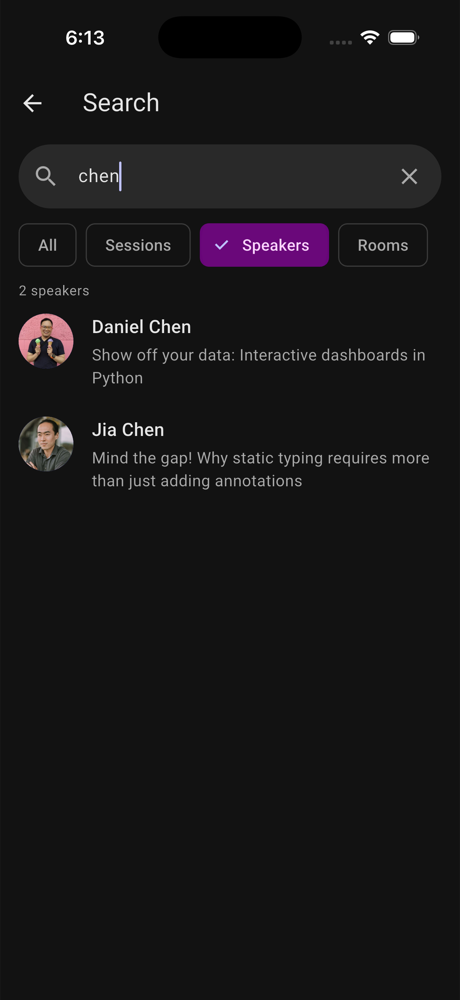 6:13
Search
chen
All Sessions Speakers Rooms
2 speakers
Daniel Chen
Show off your data: Interactive dashboards in
Python
Jia Chen
Mind the gap! Why static typing requires more
than just adding annotations